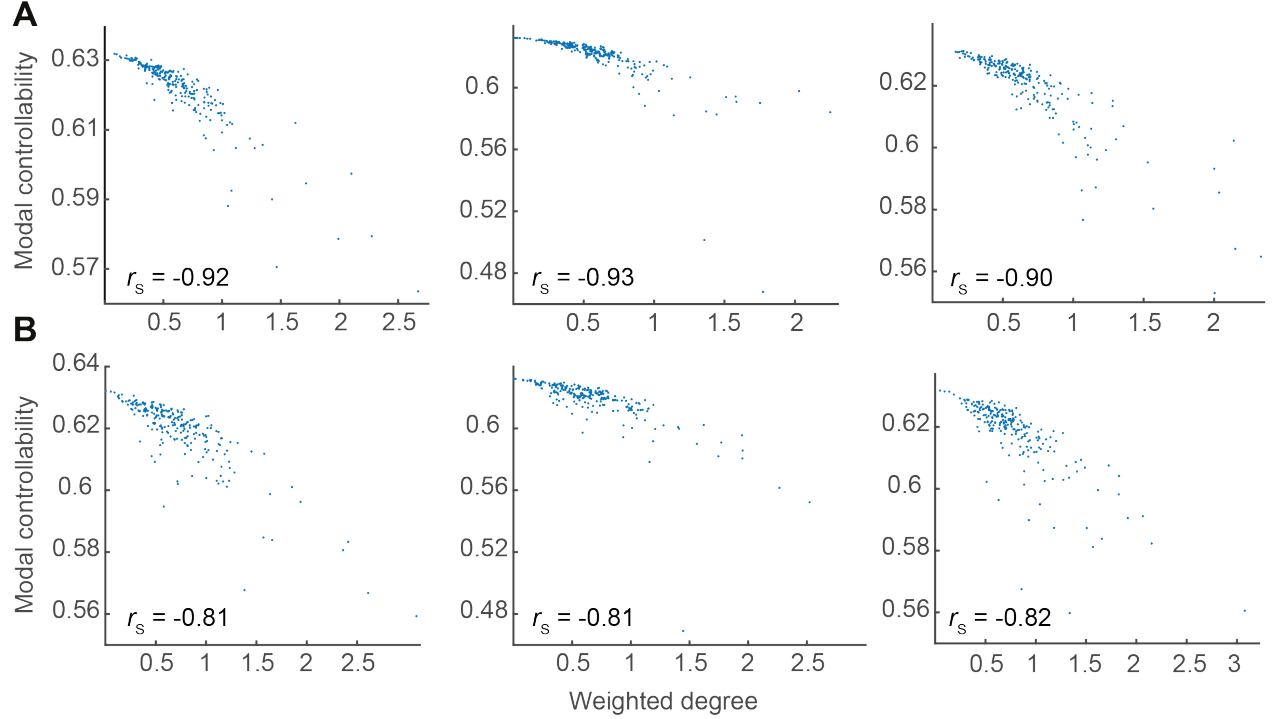 A
Modal controllability
0.63
0.61
0.59
0.57
r_S = -0.92
0.5 1 1.5 2 2.5
0.6
0.56
0.52
0.48
r_S = -0.93
0.5 1 1.5 2
0.62
0.6
0.58
0.56
r_S = -0.90
0.5 1 1.5 2
B
Modal controllability
0.64
0.62
0.6
0.58
0.56
r_S = -0.81
0.5 1 1.5 2 2.5
0.6
0.56
0.52
0.48
r_S = -0.81
0.5 1 1.5 2 2.5
0.62
0.6
0.58
0.56
r_S = -0.82
0.5 1 1.5 2 2.5 3
Weighted degree